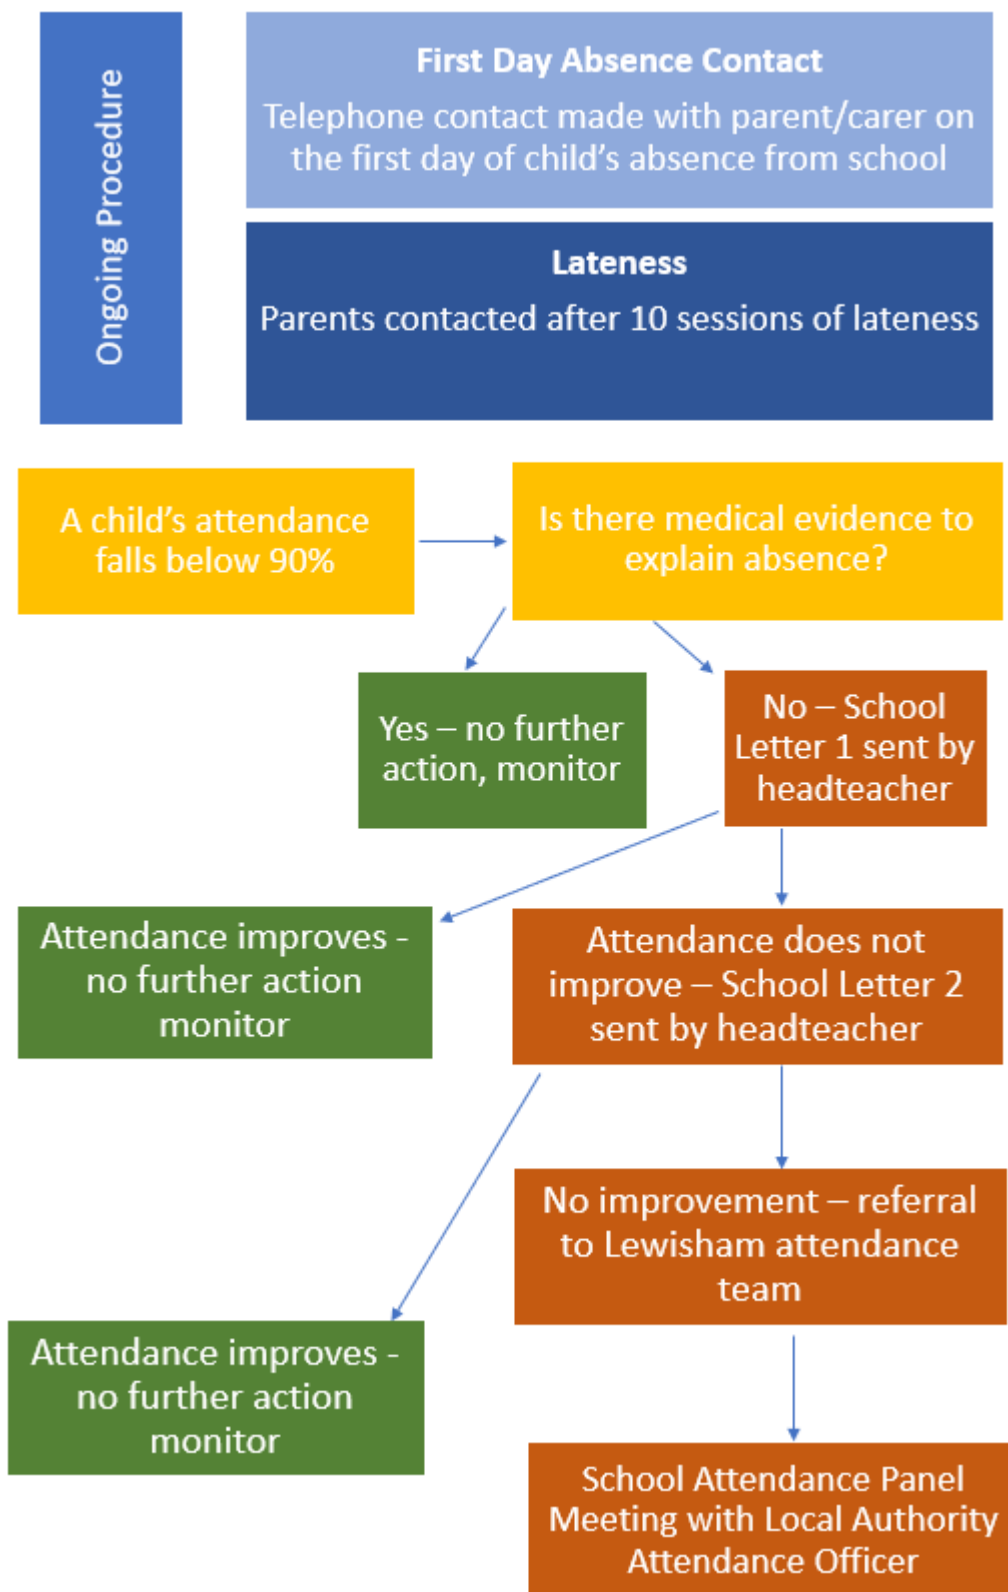 Ongoing Procedure
First Day Absence Contact
Telephone contact made with parent/carer on
the first day of child's absence from school
Lateness
Parents contacted after 10 sessions of lateness
A child's attendance
falls below 90%
Is there medical evidence to
explain absence?
Yes – no further
action, monitor
No – School
Letter 1 sent by
headteacher
Attendance improves -
no further action
monitor
Attendance does not
improve – School Letter 2
sent by headteacher
No improvement – referral
to Lewisham attendance
team
Attendance improves -
no further action
monitor
School Attendance Panel
Meeting with Local Authority
Attendance Officer